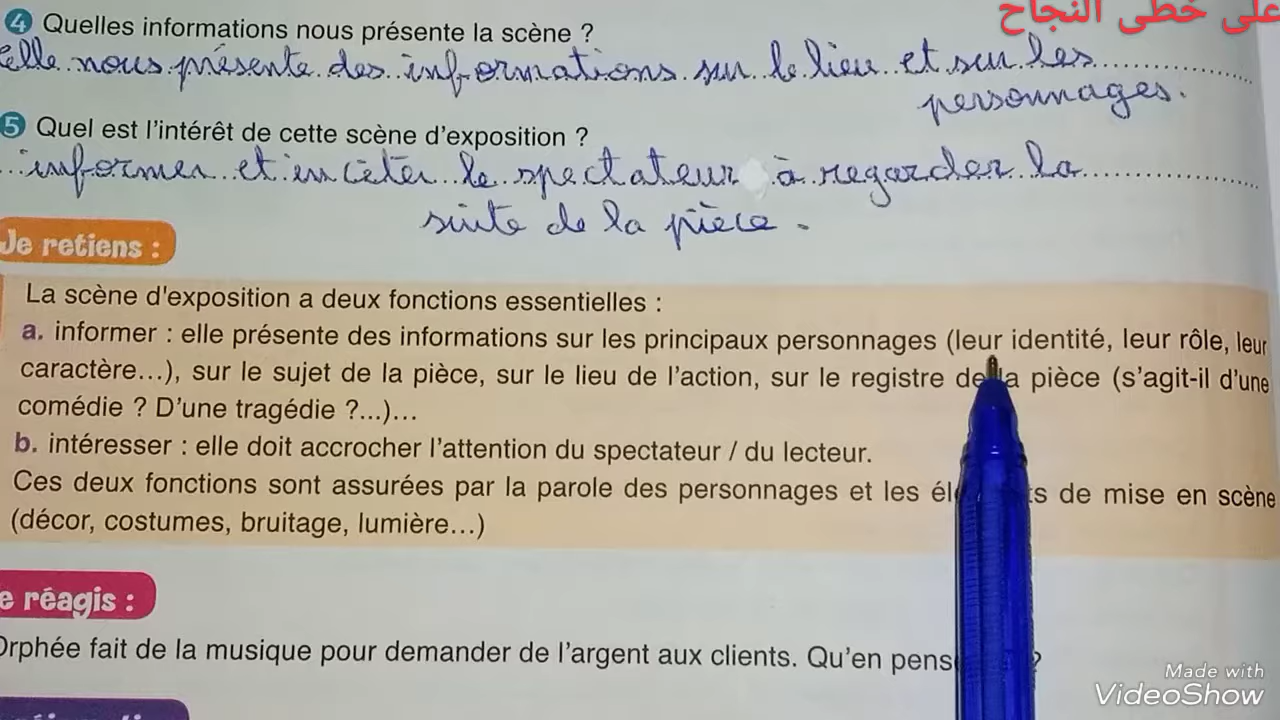 على خطى النجاح
4 Quelles informations nous présente la scène ?
elle nous présente des informations sur le lieu et sur les
personnages.
5 Quel est l'intérêt de cette scène d'exposition ?
informer et inciter le spectateur à regarder la
suite de la pièce.
Je retiens :
La scène d'exposition a deux fonctions essentielles :
a. informer : elle présente des informations sur les principaux personnages (leur identité, leur rôle, leur
caractère...), sur le sujet de la pièce, sur le lieu de l'action, sur le registre de la pièce (s'agit-il d'une
comédie ? D'une tragédie ?...)...
b. intéresser : elle doit accrocher l'attention du spectateur / du lecteur.
Ces deux fonctions sont assurées par la parole des personnages et les de mise en scène
(décor, costumes, bruitage, lumière...)
e réagis :
Orphée fait de la musique pour demander de l'argent aux clients. Qu'en ?
Made with
VideoShow